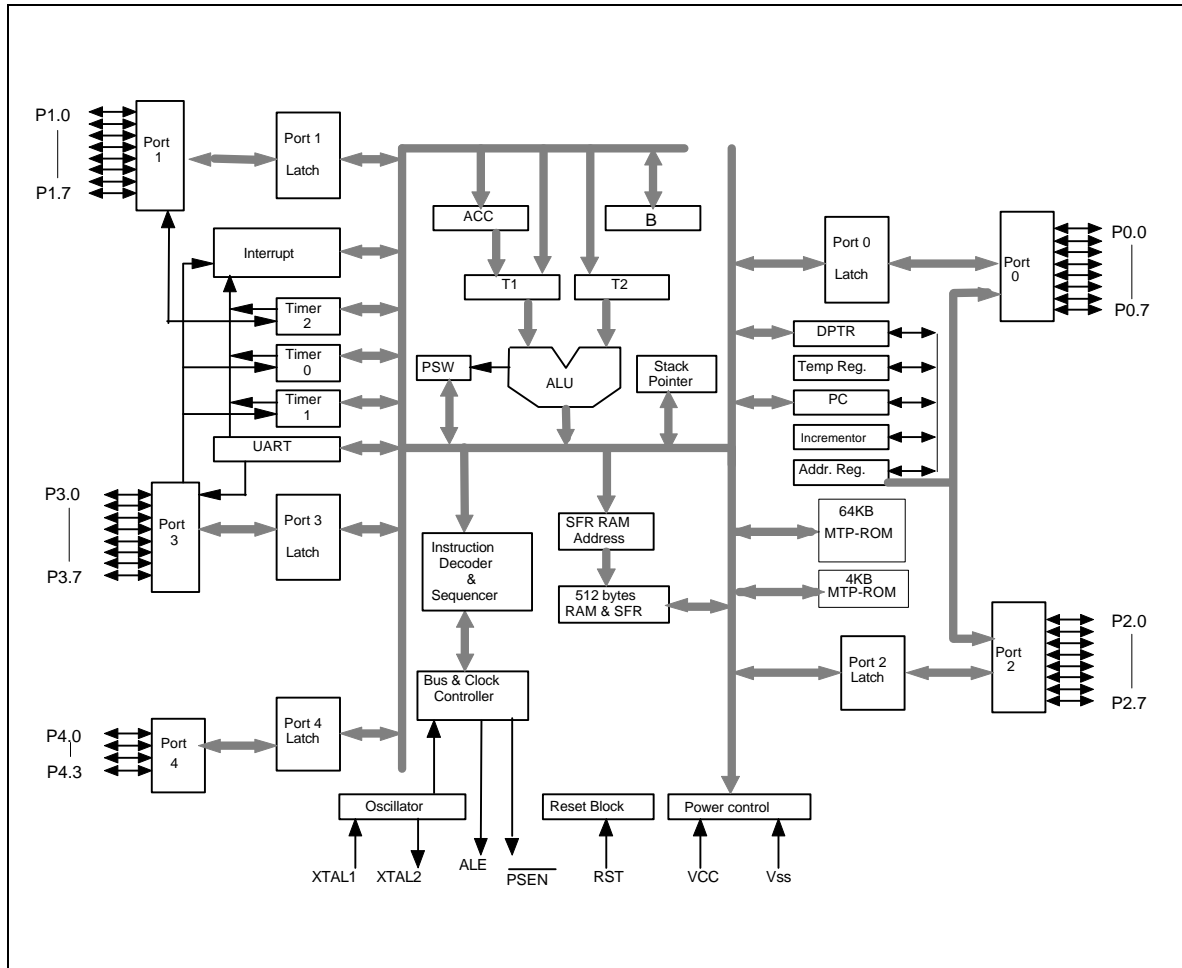 P1.0
P1.7
Port
1
Port 1
Latch
ACC
B
Interrupt
T1
T2
Timer
2
Timer
0
Timer
1
UART
PSW
ALU
Stack
Pointer
Port 0
Latch
Port
0
P0.0
P0.7
DPTR
Temp Reg.
PC
Incrementor
Addr. Reg.
P3.0
P3.7
Port
3
Port 3
Latch
Instruction
Decoder
&
Sequencer
SFR RAM
Address
512 bytes
RAM & SFR
64KB
MTP-ROM
4KB
MTP-ROM
Port 2
Latch
Port
2
P2.0
P2.7
Bus & Clock
Controller
P4.0
P4.3
Port
4
Port 4
Latch
Oscillator
Reset Block
Power control
XTAL1
XTAL2
ALE
PSEN
RST
VCC
Vss